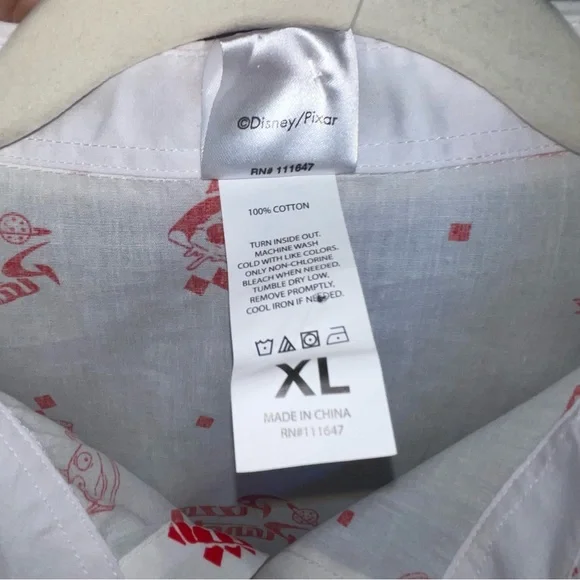 ©Disney/Pixar
RN# 111647
100% COTTON
TURN INSIDE OUT.
MACHINE WASH
COLD WITH LIKE COLORS.
ONLY NON-CHLORINE
BLEACH WHEN NEEDED,
TUMBLE DRY LOW,
REMOVE PROMPTLY,
COOL IRON IF NEEDED.
XL
MADE IN CHINA
RN#111647